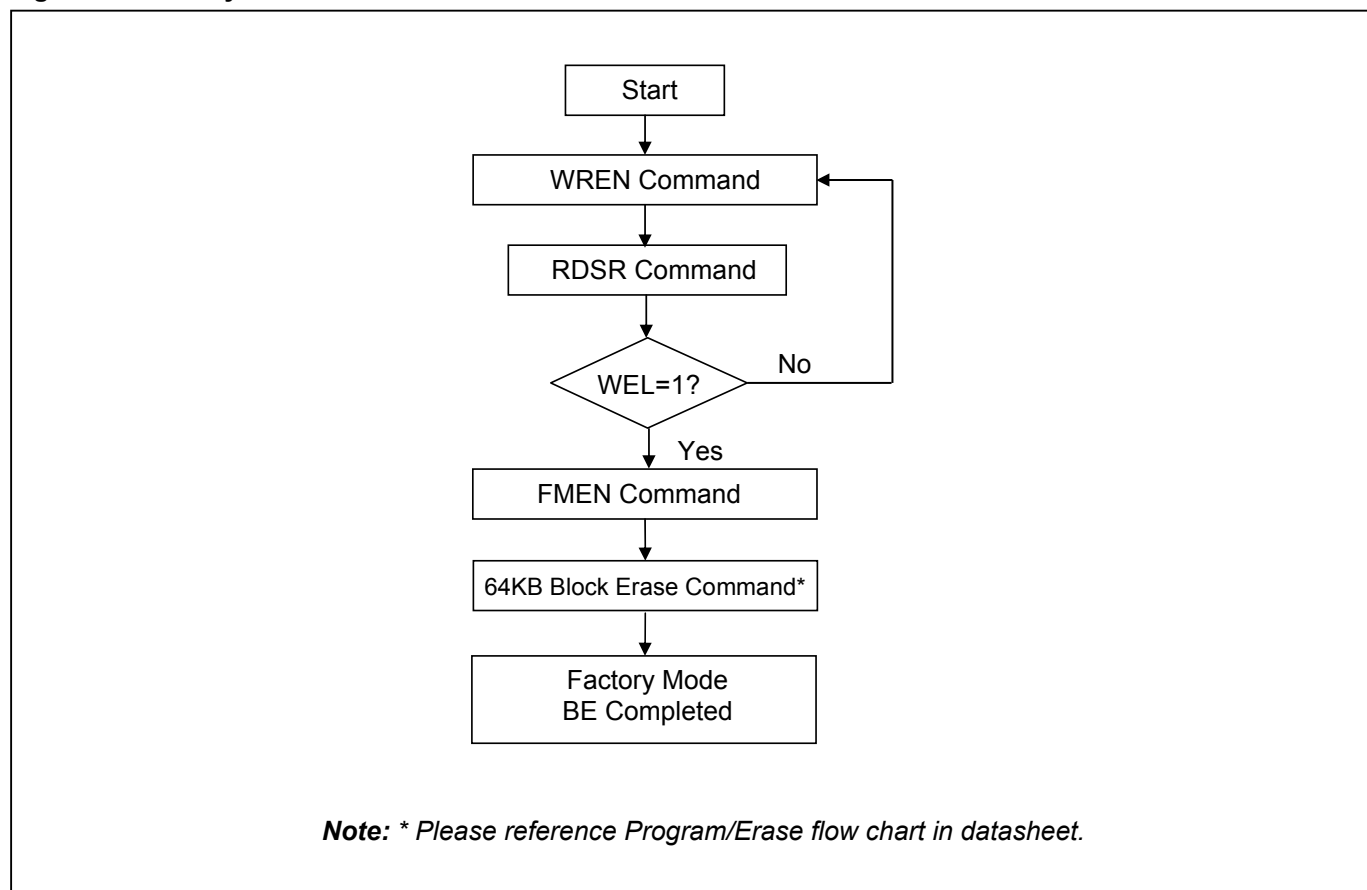 Start
WREN Command
RDSR Command
WEL=1?
No
Yes
FMEN Command
64KB Block Erase Command*
Factory Mode
BE Completed
Note: * Please reference Program/Erase flow chart in datasheet.